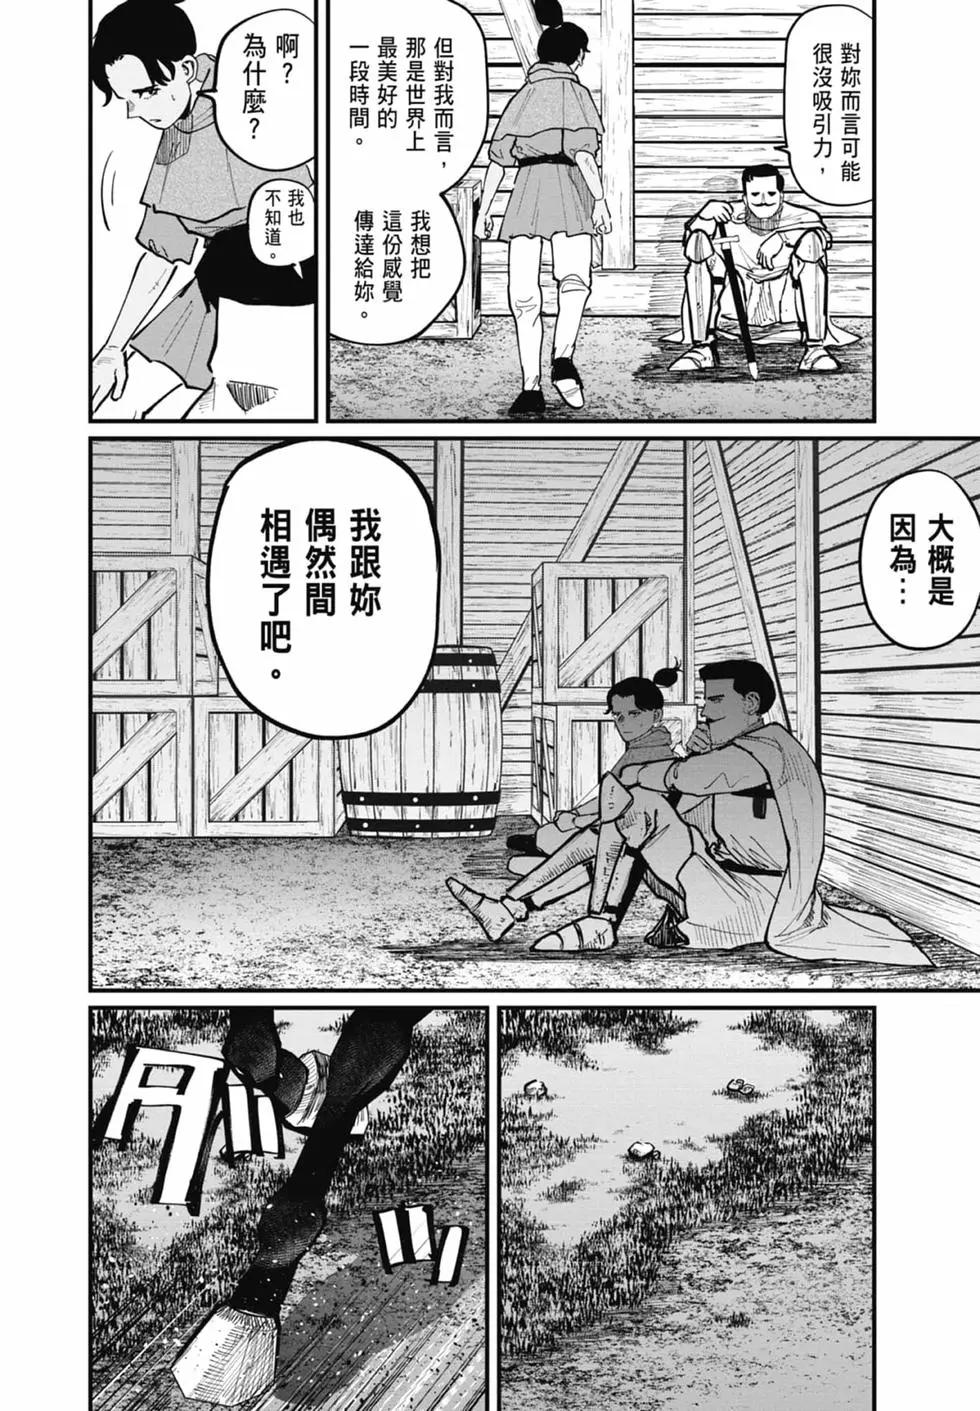 對妳而言可能
很沒吸引力，
但對我而言，
那是世界上
最美好的
一段時間。
我想把
這份感覺
傳達給妳。
啊？
為什麼？
我也
不知道。
大概是
因為…
我跟妳
偶然間
相遇了吧。